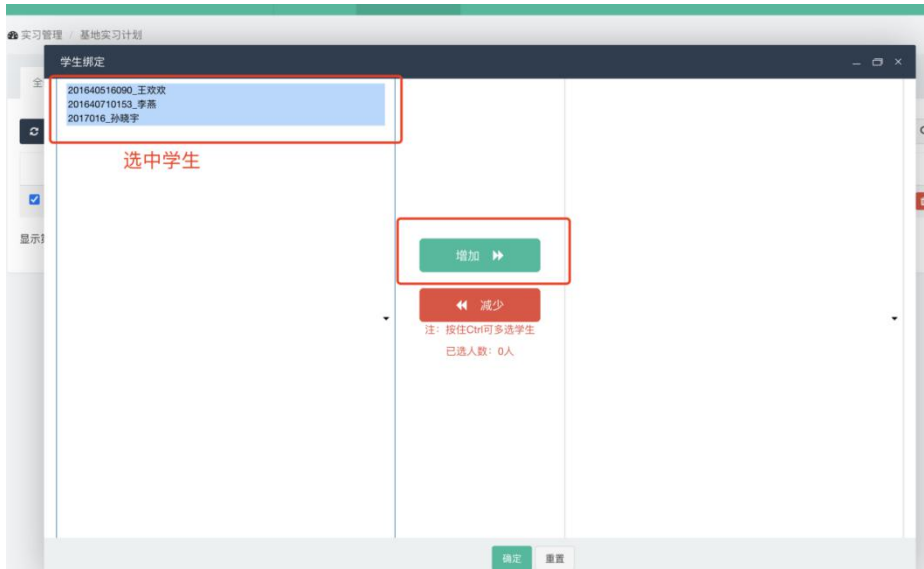 实习管理 / 基地实习计划
学生绑定
全
201640516090_王欢欢
201640710153_李燕
2017016_孙晓宇
选中学生
增加
减少
注：按住Ctrl可多选学生
已选人数：0人
显示第
确定
重置